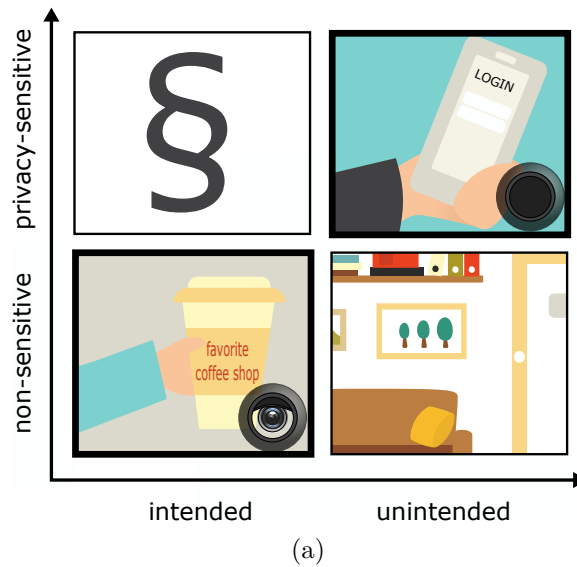 privacy-sensitive
§
LOGIN
non-sensitive
favorite
coffee shop
intended
unintended
(a)